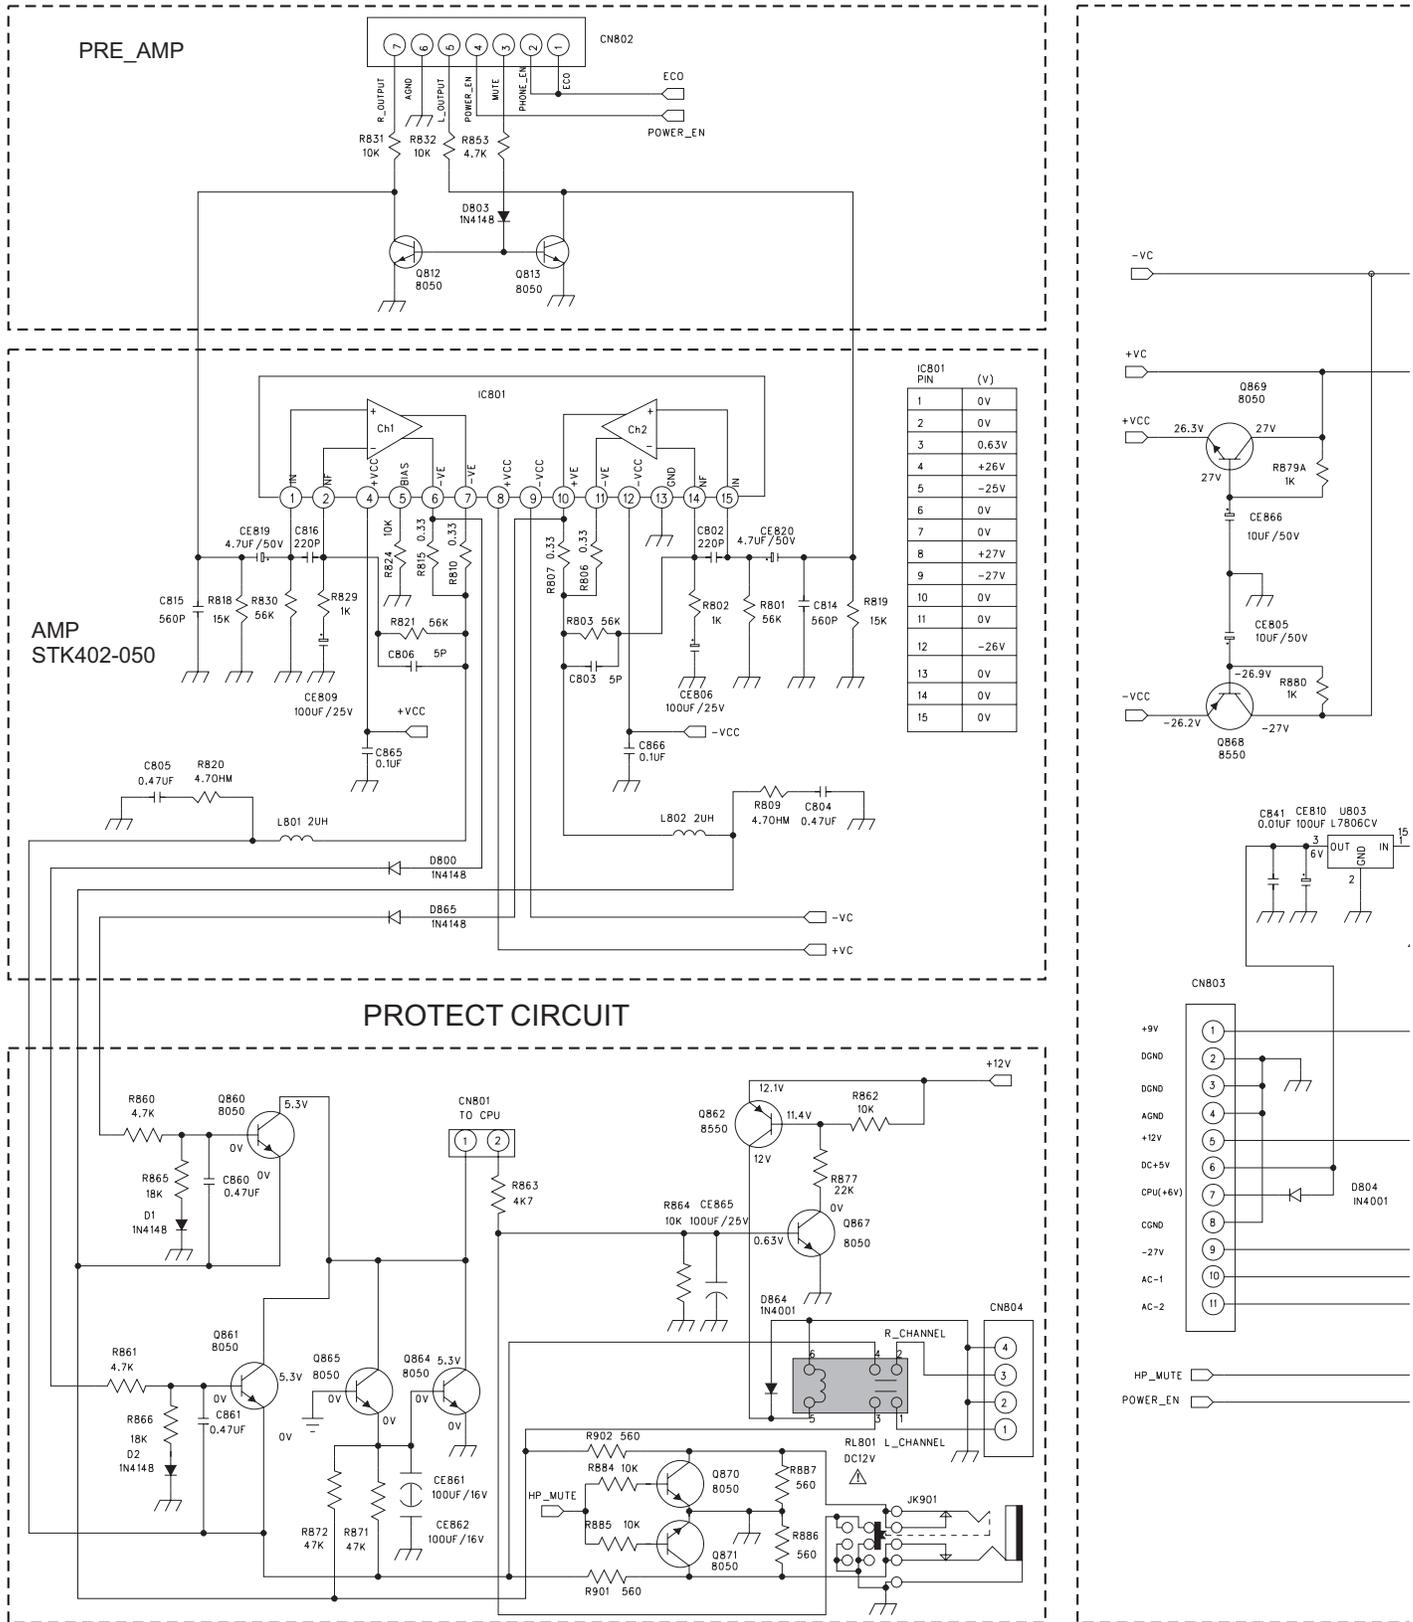 PRE_AMP
CN802
7
6
5
4
3
2
1
R_OUTPUT
AGND
L_OUTPUT
POWER_EN
MUTE
PHONE_EN
ECO
ECO
POWER_EN
R831
10K
R832
10K
R853
4.7K
D803
1N4148
Q812
8050
Q813
8050
AMP
STK402-050
IC801
Ch1
+
-
Ch2
+
-
IN
NF
+VCC
BIAS
-VE
-VE
+VCC
-VCC
+VE
-VE
-VCC
GND
NF
IN
1
2
4
5
6
7
8
9
10
11
12
13
14
15
CE819
4.7UF/50V
C816
220P
R824 10K
R815 0.33
R810 0.33
R807 0.33
R806 0.33
C802
220P
CE820
4.7UF/50V
C815
560P
R818
15K
R830
56K
R829
1K
R821 56K
C806 5P
R803 56K
C803 5P
R802
1K
R801
56K
C814
560P
R819
15K
CE809
100UF/25V
CE806
100UF/25V
+VCC
-VCC
C865
0.1UF
C866
0.1UF
C805
0.47UF
R820
4.7OHM
L801 2UH
L802 2UH
R809
4.7OHM
C804
0.47UF
D800
1N4148
D865
1N4148
-VC
+VC
IC801
PIN (V)
1 0V
2 0V
3 0.63V
4 +26V
5 -25V
6 0V
7 0V
8 +27V
9 -27V
10 0V
11 0V
12 -26V
13 0V
14 0V
15 0V
PROTECT CIRCUIT
R860
4.7K
Q860
8050
5.3V
0V
0V
R865
18K
C860
0.47UF
D1
1N4148
CN801
TO CPU
1
2
R863
4K7
+12V
12.1V
Q862
8550
11.4V
12V
R862
10K
R877
22K
0V
Q867
8050
0.63V
R864
10K
CE865
100UF/25V
D864
1N4001
R_CHANNEL
CN804
6
4
2
5
3
1
4
3
2
1
RL801
DC12V
L_CHANNEL
R861
4.7K
Q861
8050
5.3V
0V
0V
R866
18K
C861
0.47UF
D2
1N4148
Q865
8050
0V
0V
Q864
8050
5.3V
0V
0V
R872
47K
R871
47K
CE861
100UF/16V
CE862
100UF/16V
R902 560
R884 10K
HP_MUTE
R885 10K
R901 560
Q870
8050
Q871
8050
R887
560
R886
560
JK901
-VC
+VC
+VCC
26.3V
Q869
8050
27V
27V
R879A
1K
CE866
10UF/50V
CE805
10UF/50V
-26.9V
R880
1K
-VCC
-26.2V
-27V
Q868
8550
C841
0.01UF
CE810
100UF
U803
L7806CV
3
6V
OUT
GND
IN
2
15
1
CN803
+9V 1
DGND 2
DGND 3
AGND 4
+12V 5
DC+5V 6
CPU(+6V) 7
CGND 8
-27V 9
AC-1 10
AC-2 11
D804
IN4001
HP_MUTE
POWER_EN